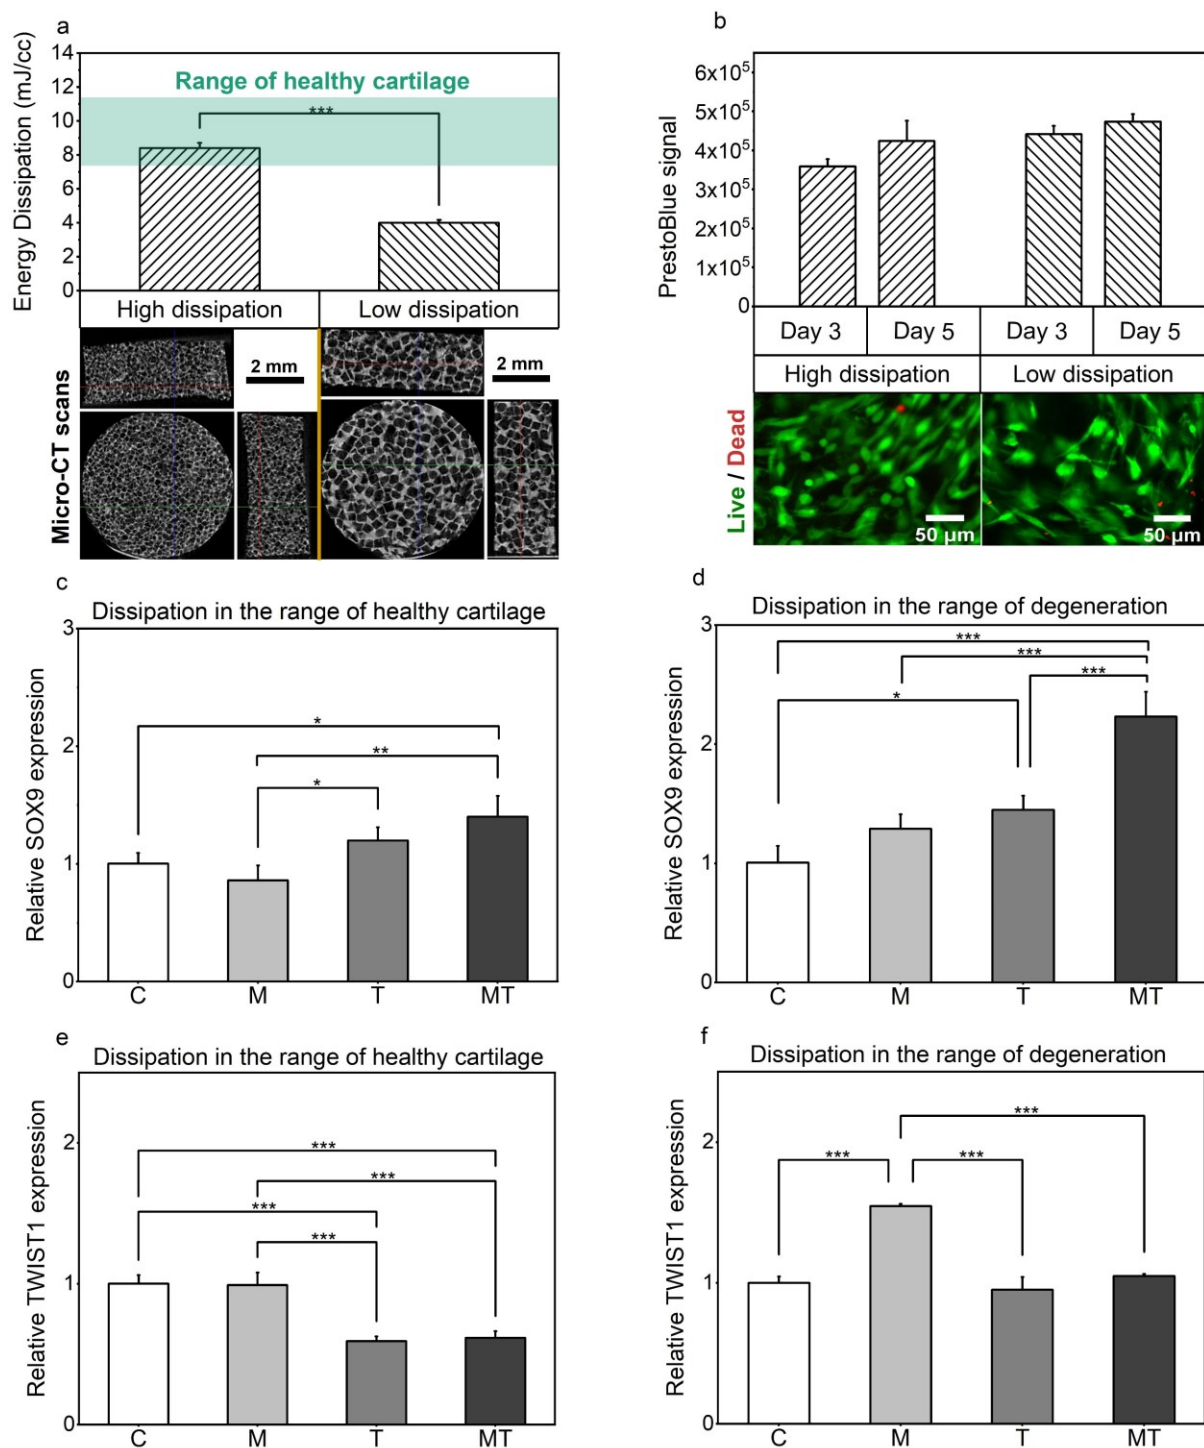 a
Energy Dissipation (mJ/cc)
14
12
10
8
6
4
2
0
Range of healthy cartilage
***
High dissipation
Low dissipation
Micro-CT scans
2 mm
2 mm
b
PrestoBlue signal
6x10⁵
5x10⁵
4x10⁵
3x10⁵
2x10⁵
1x10⁵
0
Day 3
Day 5
Day 3
Day 5
High dissipation
Low dissipation
Live / Dead
50 µm
50 µm
c
Dissipation in the range of healthy cartilage
Relative SOX9 expression
3
2
1
0
*
**
*
C
M
T
MT
d
Dissipation in the range of degeneration
Relative SOX9 expression
3
2
1
0
***
***
***
*
C
M
T
MT
e
Dissipation in the range of healthy cartilage
Relative TWIST1 expression
2
1
0
***
***
***
***
C
M
T
MT
f
Dissipation in the range of degeneration
Relative TWIST1 expression
2
1
0
***
***
***
C
M
T
MT